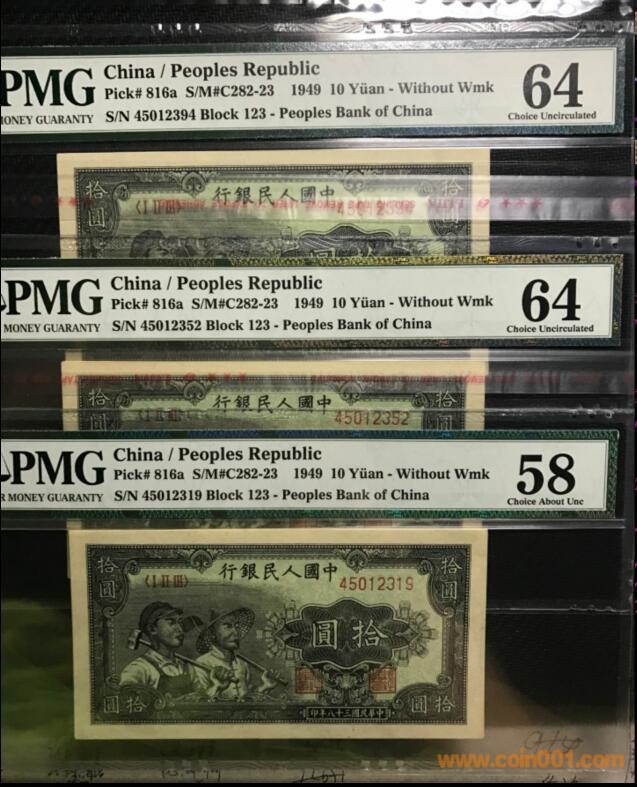 PMG
MONEY GUARANTY
China / Peoples Republic
Pick# 816a S/M#C282-23 1949 10 Yüan - Without Wmk
S/N 45012394 Block 123 - Peoples Bank of China
64
Choice Uncirculated
行銀民人國中
拾圓
拾圓
〈I II III〉
45012394
PMG
MONEY GUARANTY
China / Peoples Republic
Pick# 816a S/M#C282-23 1949 10 Yüan - Without Wmk
S/N 45012352 Block 123 - Peoples Bank of China
64
Choice Uncirculated
行銀民人國中
拾
拾
45012352
PMG
MONEY GUARANTY
China / Peoples Republic
Pick# 816a S/M#C282-23 1949 10 Yüan - Without Wmk
S/N 45012319 Block 123 - Peoples Bank of China
58
Choice About Unc
行銀民人國中
拾圓
拾圓
〈I II III〉
45012319
圓拾
圓拾
圓拾
印年八十三國民華中
www.coin001.com